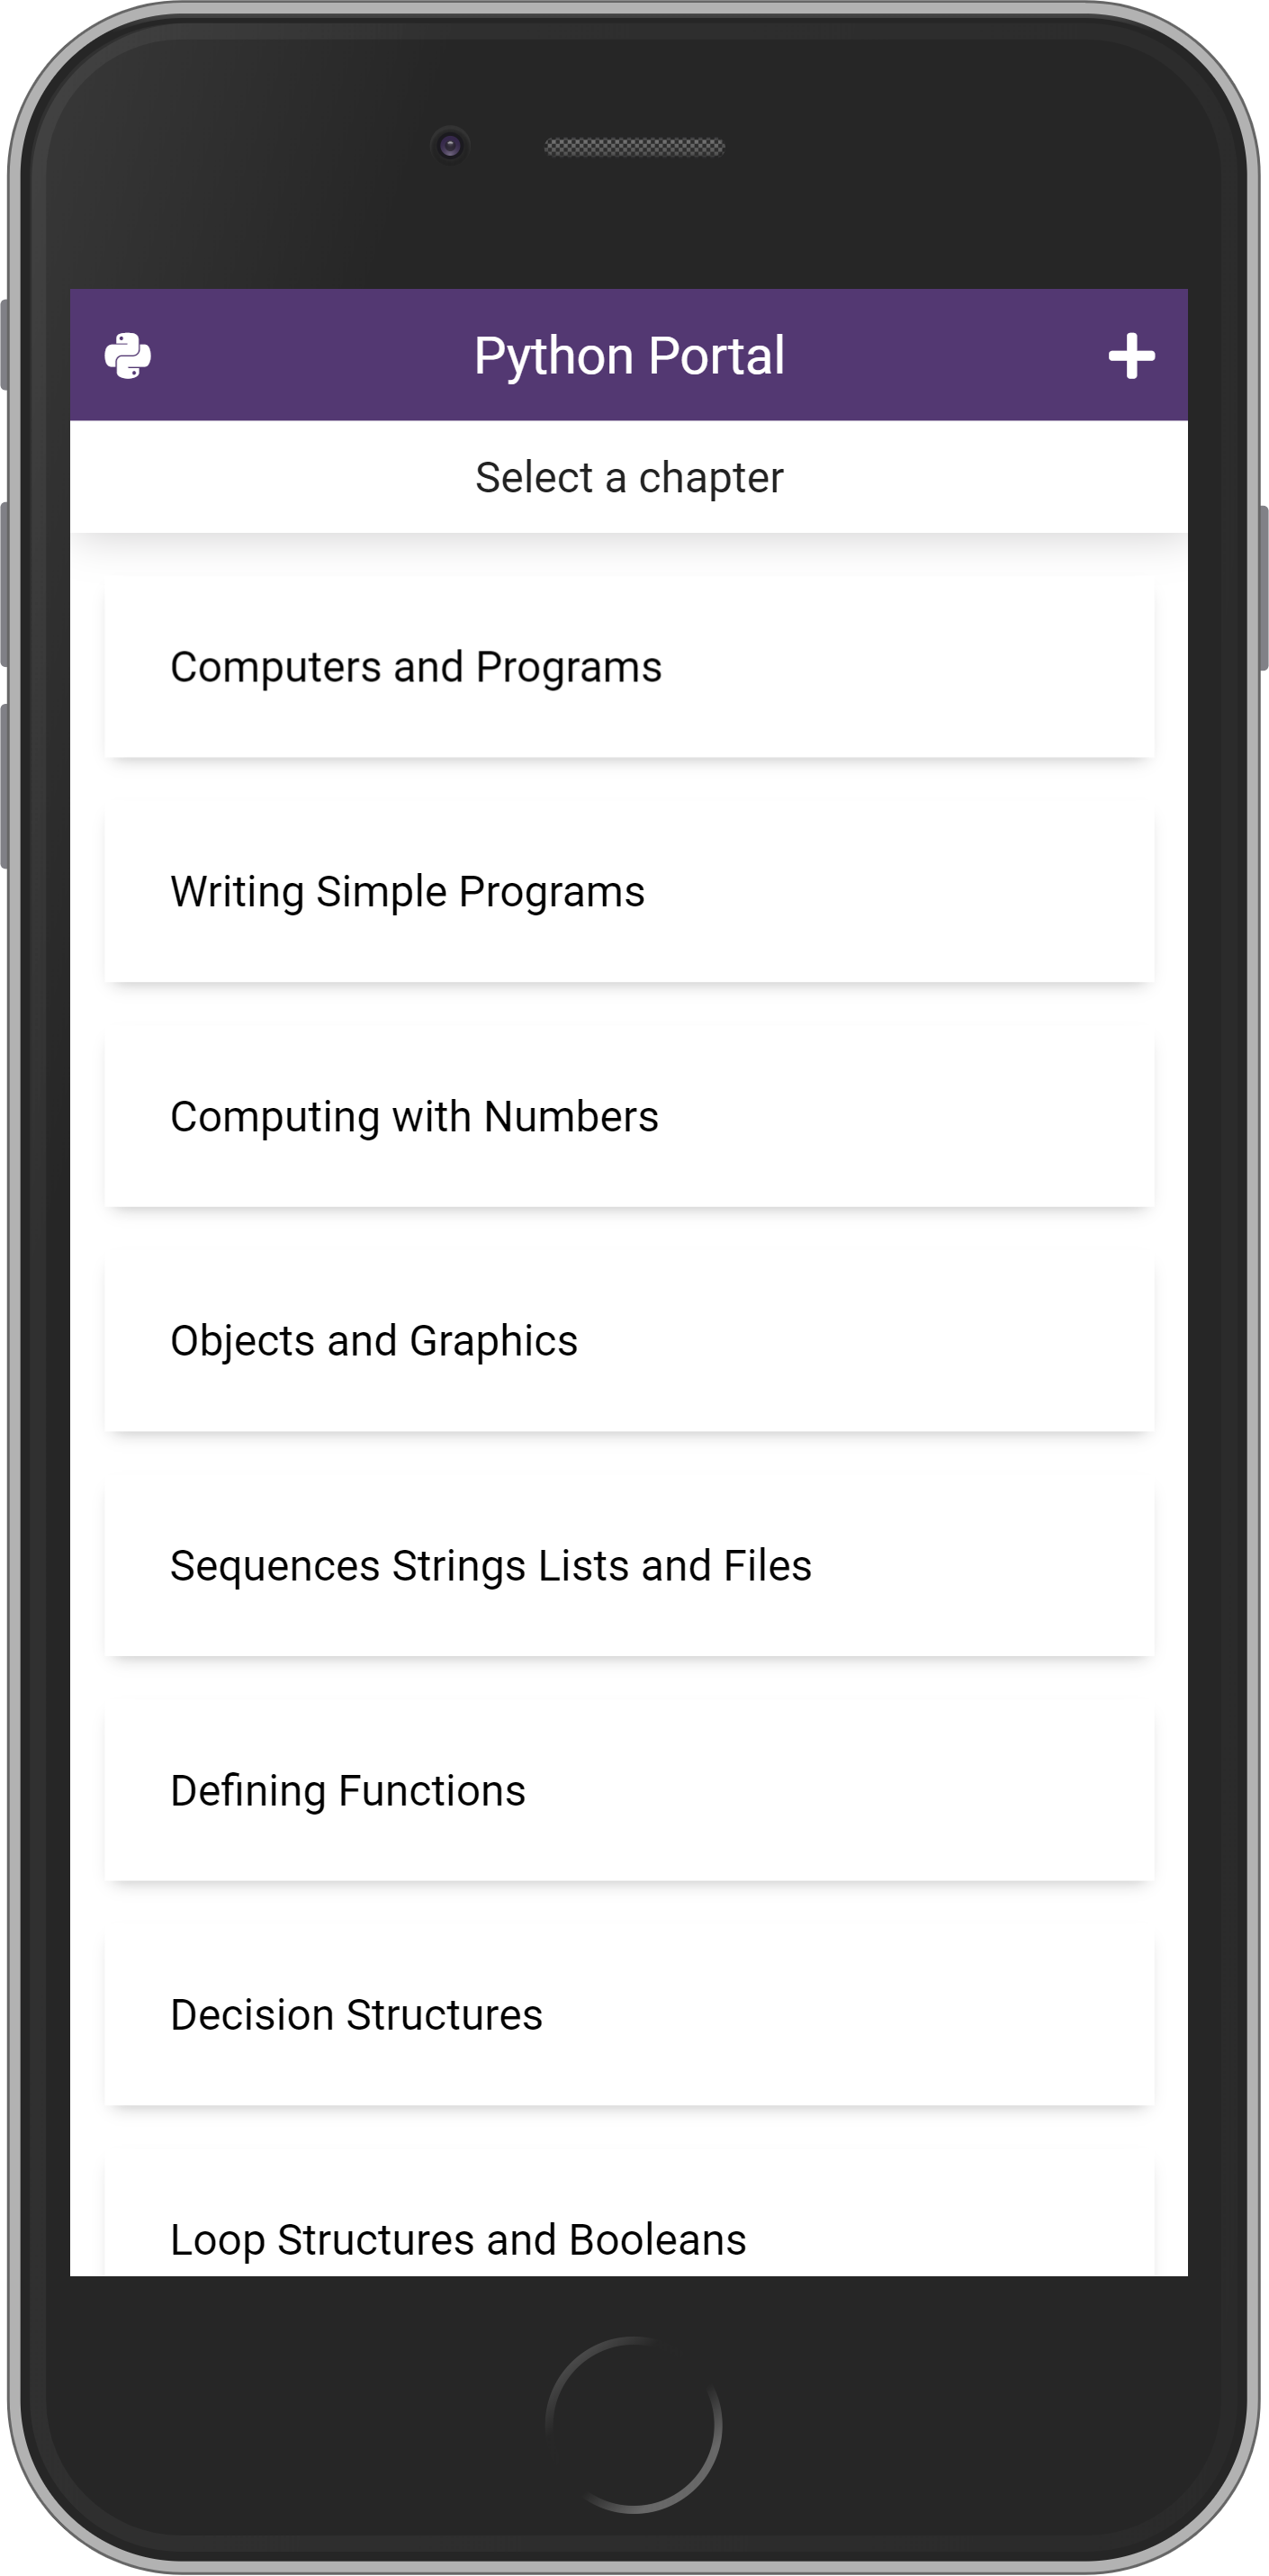 Python Portal
Select a chapter
Computers and Programs
Writing Simple Programs
Computing with Numbers
Objects and Graphics
Sequences Strings Lists and Files
Defining Functions
Decision Structures
Loop Structures and Booleans